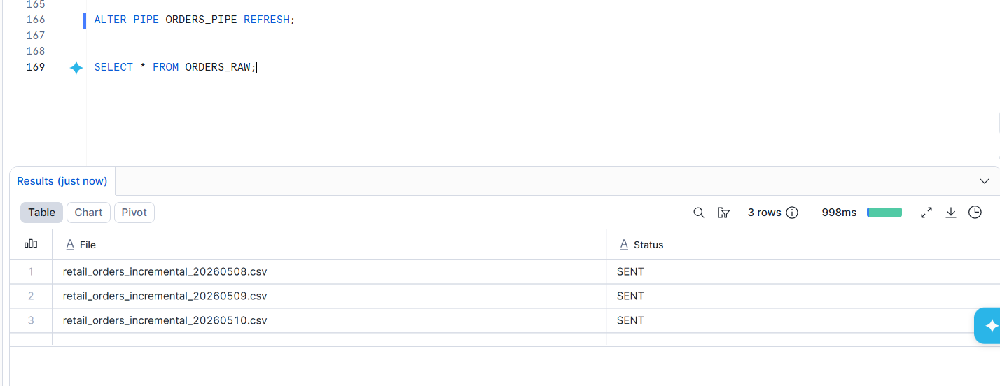 165
166 ALTER PIPE ORDERS_PIPE REFRESH;
167
168
169 SELECT * FROM ORDERS_RAW;
Results (just now)
Table Chart Pivot 3 rows 998ms
A File A Status
1 retail_orders_incremental_20260508.csv SENT
2 retail_orders_incremental_20260509.csv SENT
3 retail_orders_incremental_20260510.csv SENT